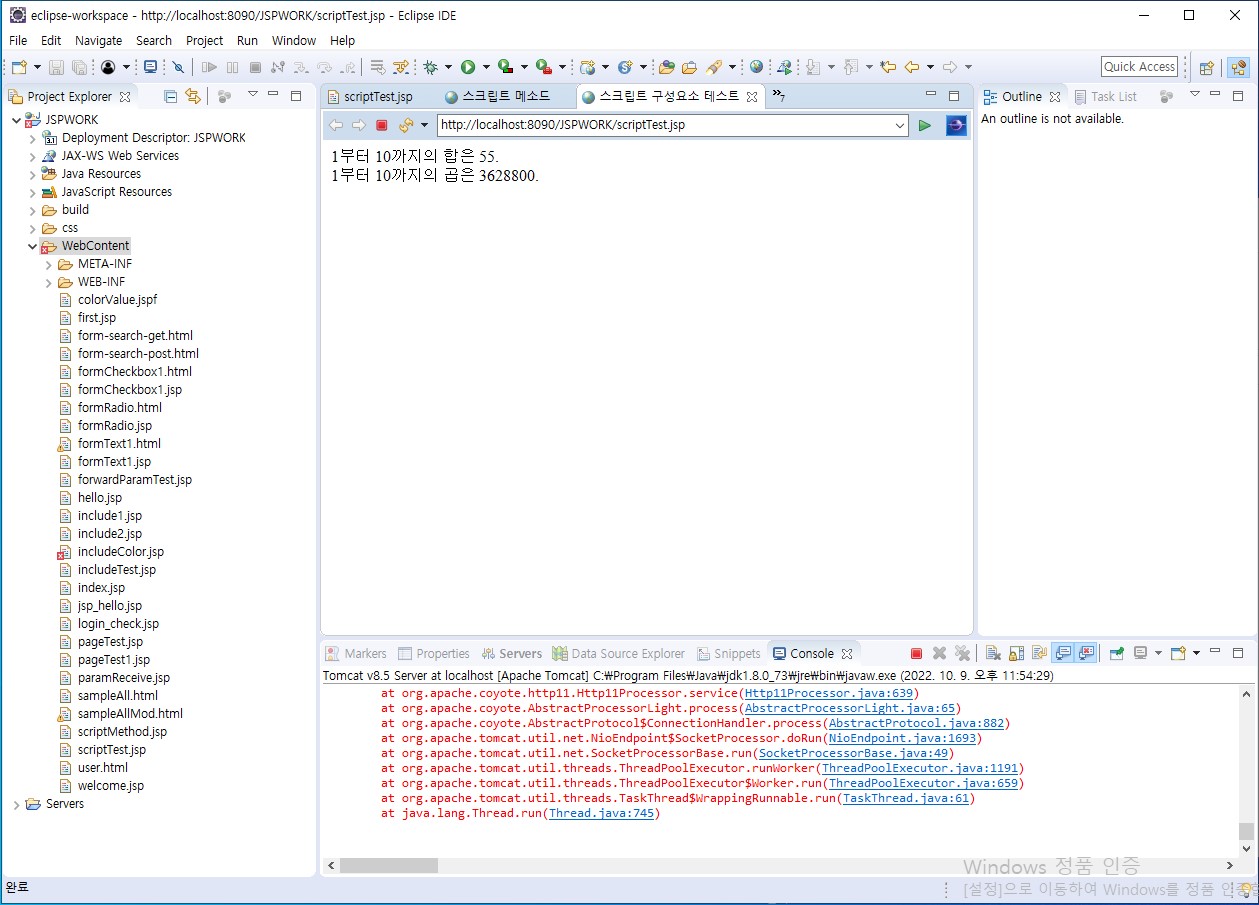 eclipse-workspace - http://localhost:8090/JSPWORK/scriptTest.jsp - Eclipse IDE
File Edit Navigate Search Project Run Window Help
Quick Access
Project Explorer
JSPWORK
Deployment Descriptor: JSPWORK
JAX-WS Web Services
Java Resources
JavaScript Resources
build
css
WebContent
META-INF
WEB-INF
colorValue.jspf
first.jsp
form-search-get.html
form-search-post.html
formCheckbox1.html
formCheckbox1.jsp
formRadio.html
formRadio.jsp
formText1.html
formText1.jsp
forwardParamTest.jsp
hello.jsp
include1.jsp
include2.jsp
includeColor.jsp
includeTest.jsp
index.jsp
jsp_hello.jsp
login_check.jsp
pageTest.jsp
pageTest1.jsp
paramReceive.jsp
sampleAll.html
sampleAllMod.html
scriptMethod.jsp
scriptTest.jsp
user.html
welcome.jsp
Servers
scriptTest.jsp 스크립트 메소드 스크립트 구성요소 테스트 »7
http://localhost:8090/JSPWORK/scriptTest.jsp
1부터 10까지의 합은 55.
1부터 10까지의 곱은 3628800.
Outline Task List
An outline is not available.
Markers Properties Servers Data Source Explorer Snippets Console
Tomcat v8.5 Server at localhost [Apache Tomcat] C:₩Program Files₩Java₩jdk1.8.0_73₩jre₩bin₩javaw.exe (2022. 10. 9. 오후 11:54:29)
at org.apache.coyote.http11.Http11Processor.service(Http11Processor.java:639)
at org.apache.coyote.AbstractProcessorLight.process(AbstractProcessorLight.java:65)
at org.apache.coyote.AbstractProtocol$ConnectionHandler.process(AbstractProtocol.java:882)
at org.apache.tomcat.util.net.NioEndpoint$SocketProcessor.doRun(NioEndpoint.java:1693)
at org.apache.tomcat.util.net.SocketProcessorBase.run(SocketProcessorBase.java:49)
at org.apache.tomcat.util.threads.ThreadPoolExecutor.runWorker(ThreadPoolExecutor.java:1191)
at org.apache.tomcat.util.threads.ThreadPoolExecutor$Worker.run(ThreadPoolExecutor.java:659)
at org.apache.tomcat.util.threads.TaskThread$WrappingRunnable.run(TaskThread.java:61)
at java.lang.Thread.run(Thread.java:745)
Windows 정품 인증
[설정]으로 이동하여 Windows를 정품
완료